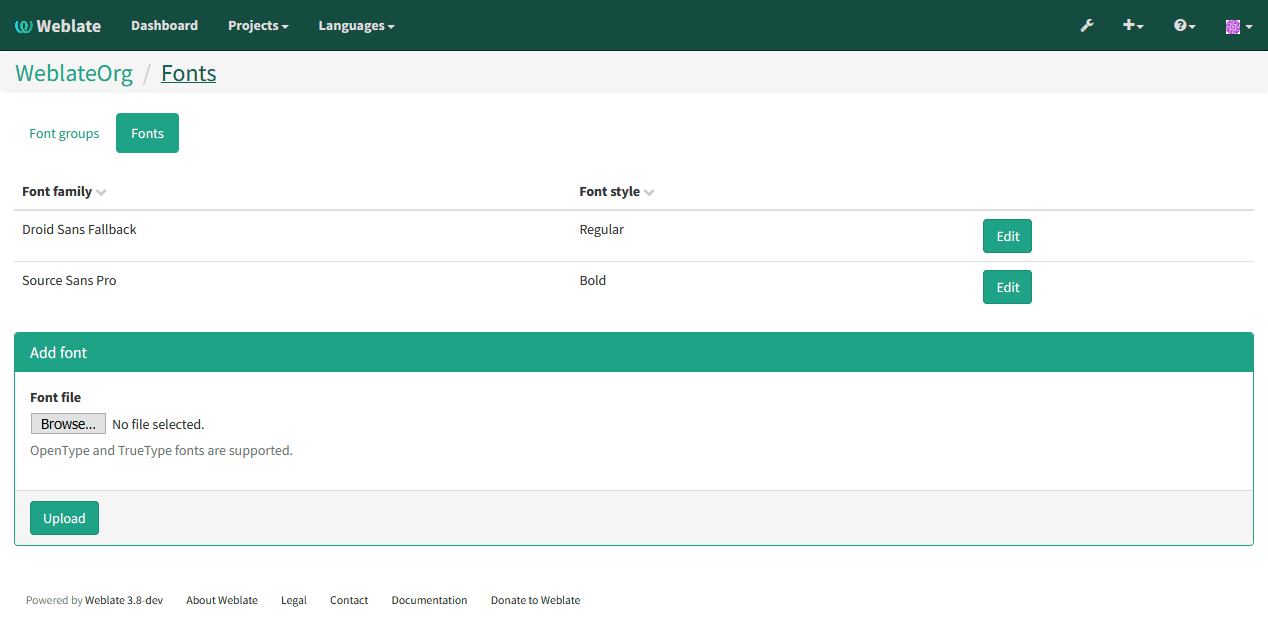 Weblate Dashboard Projects Languages
WeblateOrg / Fonts
Font groups Fonts
Font family Font style
Droid Sans Fallback Regular Edit
Source Sans Pro Bold Edit
Add font
Font file
Browse... No file selected.
OpenType and TrueType fonts are supported.
Upload
Powered by Weblate 3.8-dev About Weblate Legal Contact Documentation Donate to Weblate